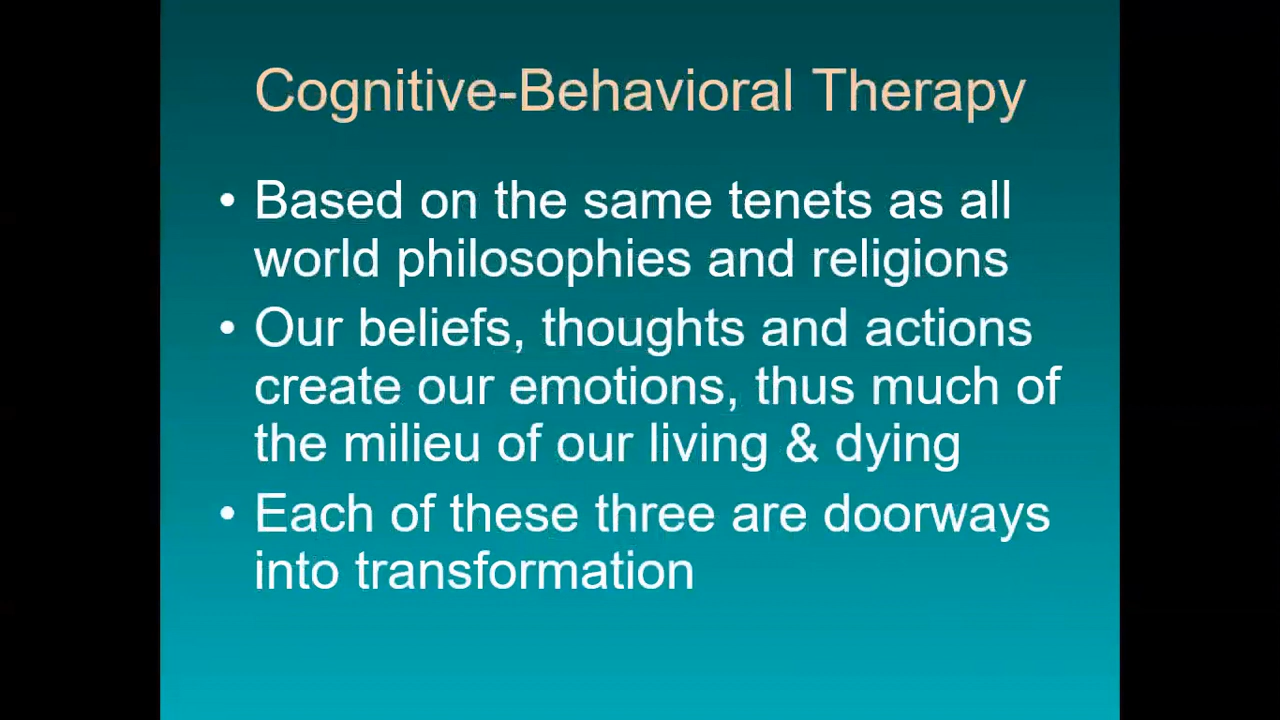 Cognitive-Behavioral Therapy
• Based on the same tenets as all
world philosophies and religions
• Our beliefs, thoughts and actions
create our emotions, thus much of
the milieu of our living & dying
• Each of these three are doorways
into transformation